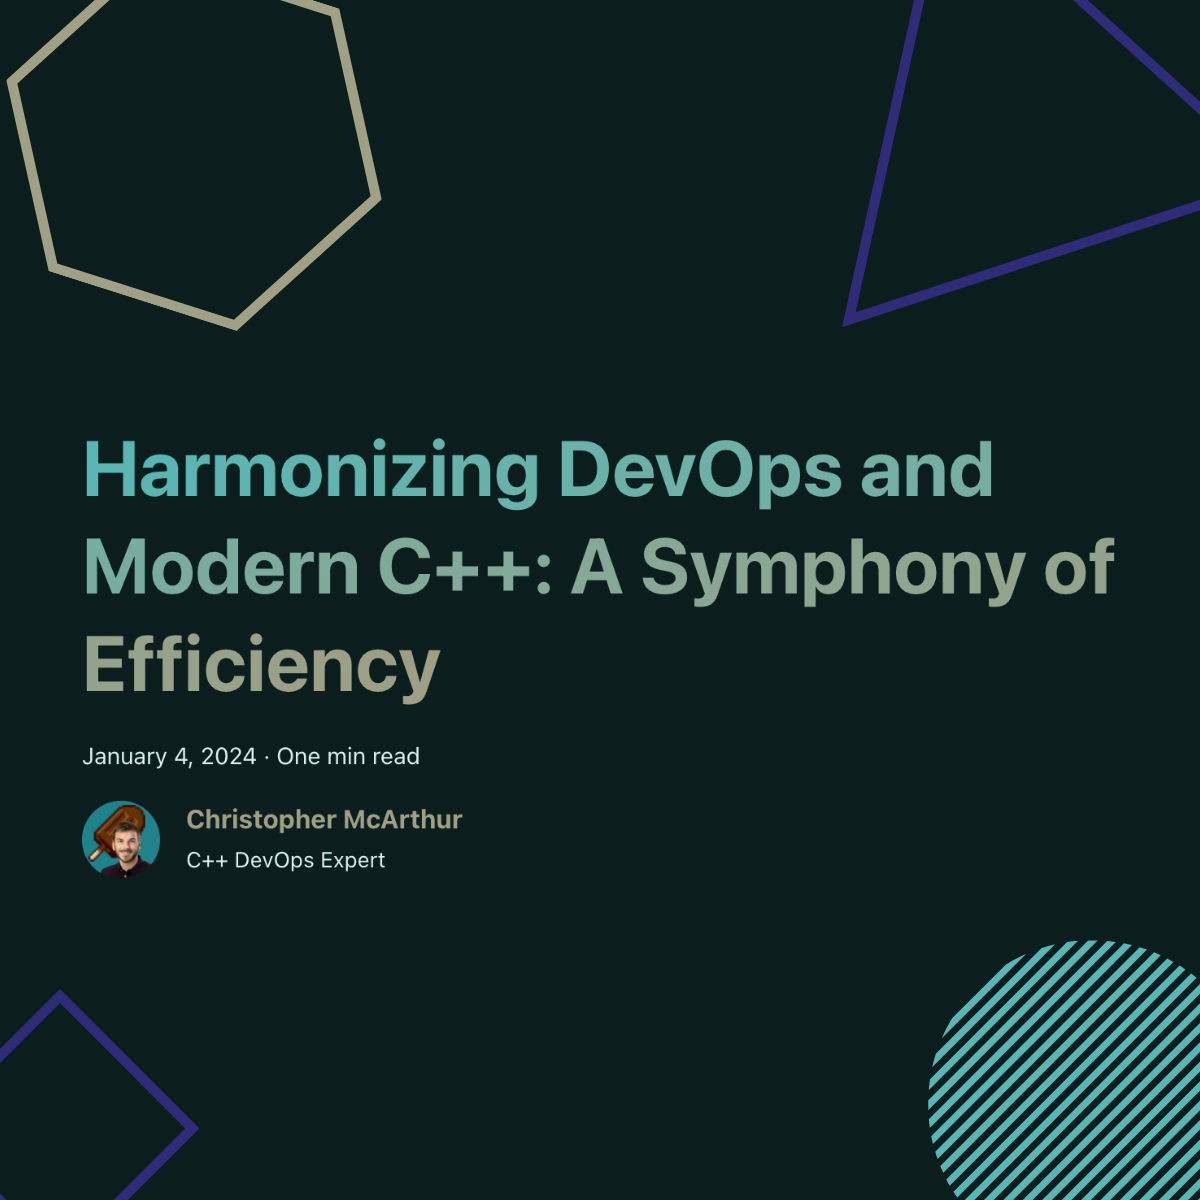 Harmonizing DevOps and
Modern C++: A Symphony of
Efficiency
January 4, 2024 · One min read
Christopher McArthur
C++ DevOps Expert